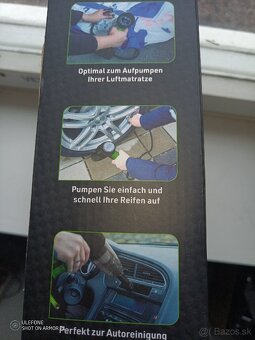 Optimal zum Aufpumpen
Ihrer Luftmatratze
Pumpen Sie einfach und
schnell Ihre Reifen auf
Perfekt zur Autoreinigung
ULEFONE
SHOT ON ARMOR
Bazos.sk